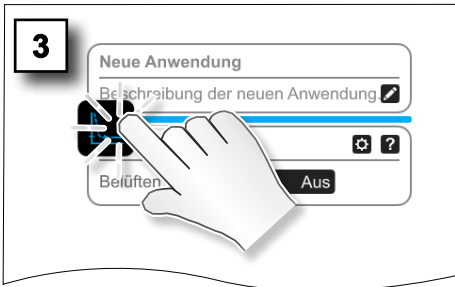 3
Neue Anwendung
Beschreibung der neuen Anwendung.
?
Belüften Aus